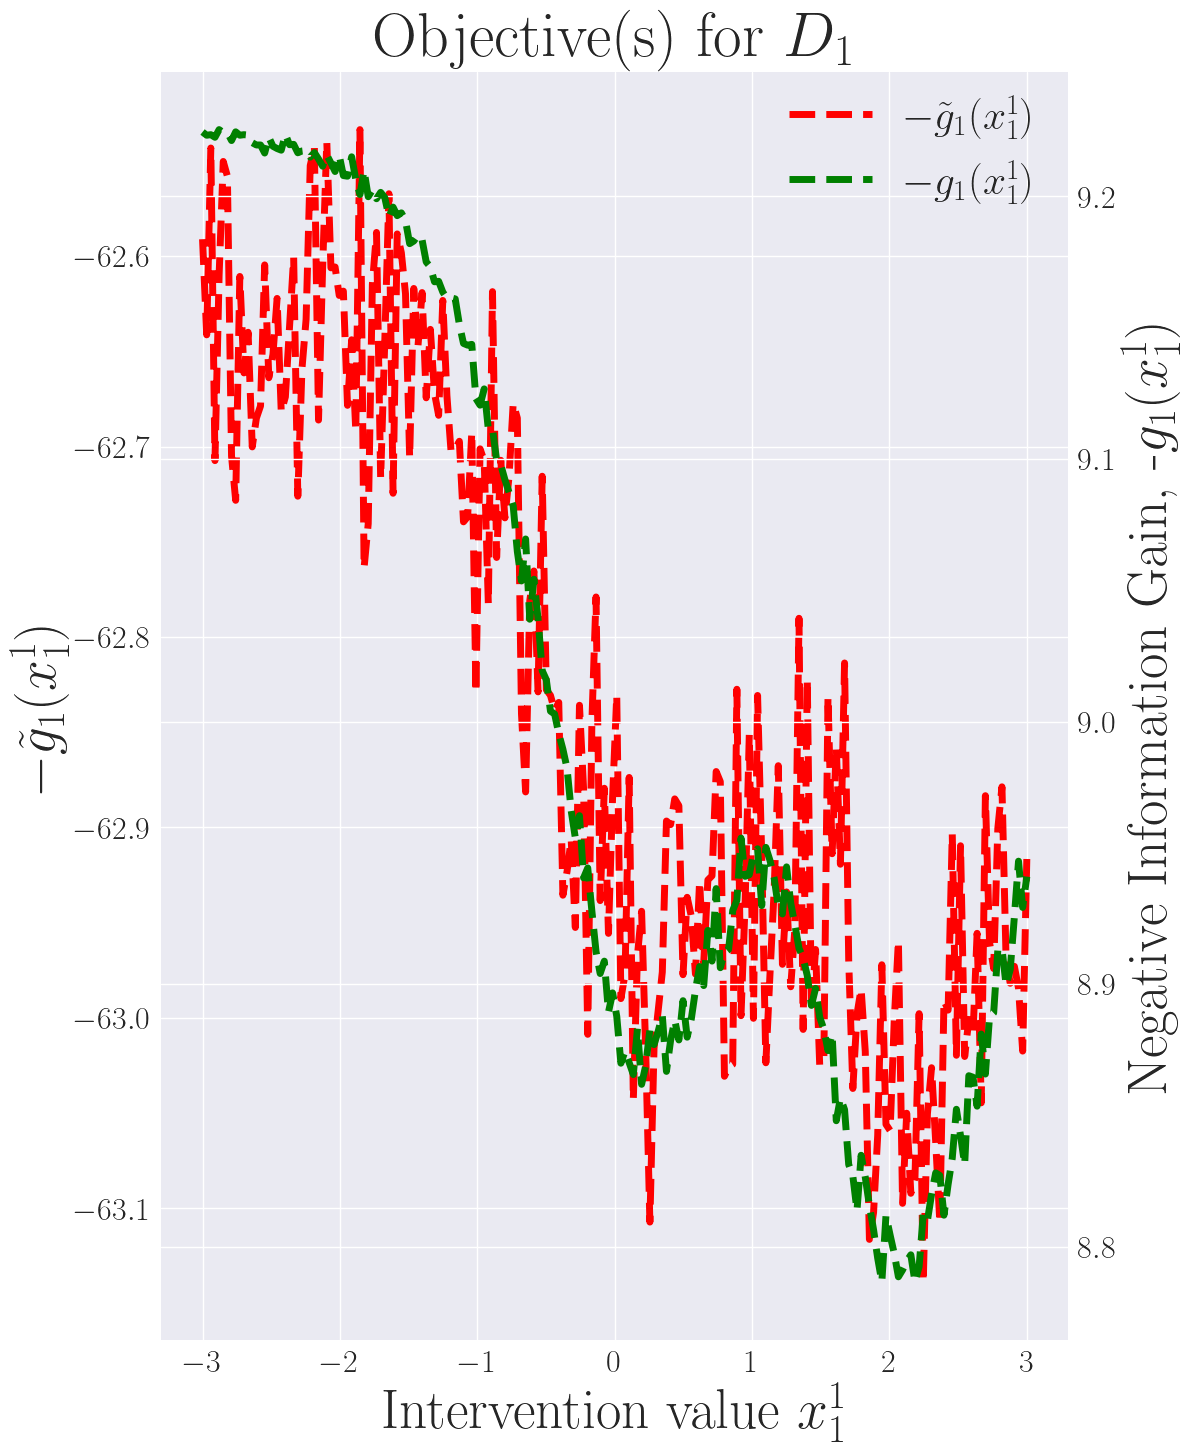 Objective(s) for $D_1$
$-\tilde{g}_1(x_1^1)$
$-g_1(x_1^1)$
$-\tilde{g}_1(x_1^1)$
−62.6
−62.7
−62.8
−62.9
−63.0
−63.1
9.2
9.1
9.0
8.9
8.8
Negative Information Gain, -$g_1(x_1^1)$
−3 −2 −1 0 1 2 3
Intervention value $x_1^1$